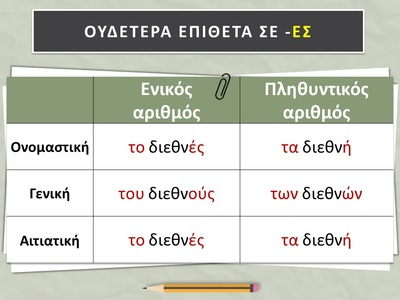 ΟΥΔΕΤΕΡΑ ΕΠΙΘΕΤΑ ΣΕ -ΕΣ
Ενικός αριθμός
Πληθυντικός αριθμός
Ονομαστική το διεθνές τα διεθνή
Γενική του διεθνούς των διεθνών
Αιτιατική το διεθνές τα διεθνή